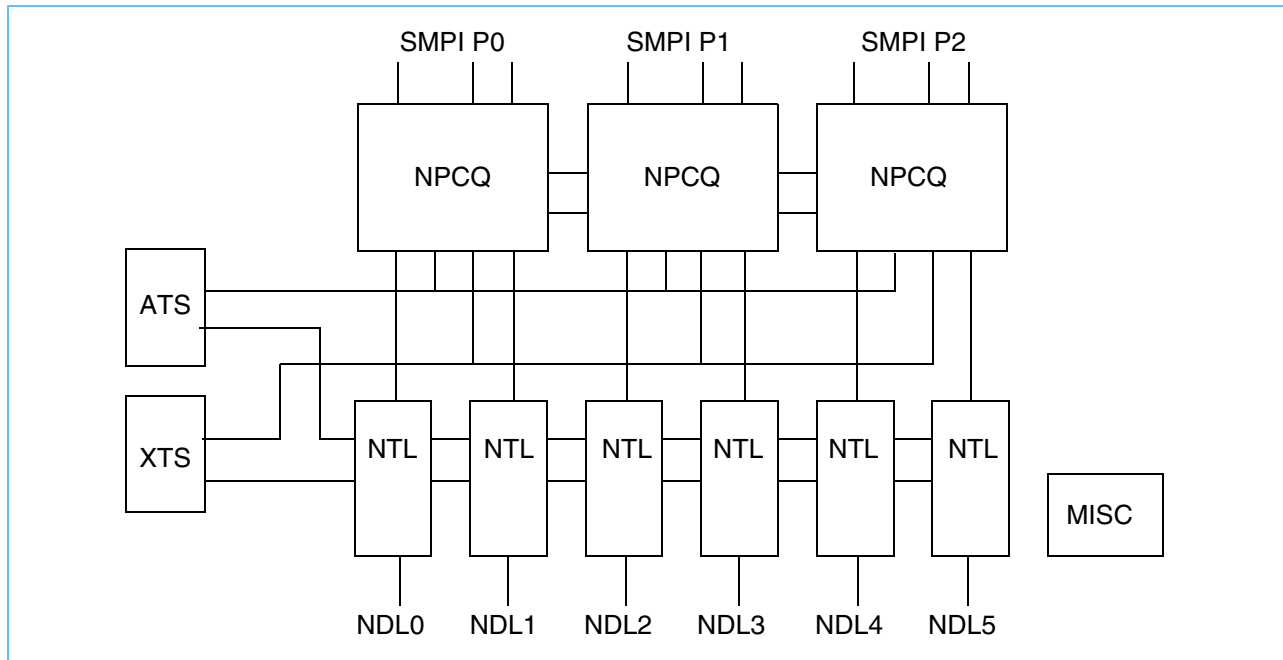 SMPI P0 SMPI P1 SMPI P2
NPCQ NPCQ NPCQ
ATS
XTS
NTL NTL NTL NTL NTL NTL
MISC
NDL0 NDL1 NDL2 NDL3 NDL4 NDL5